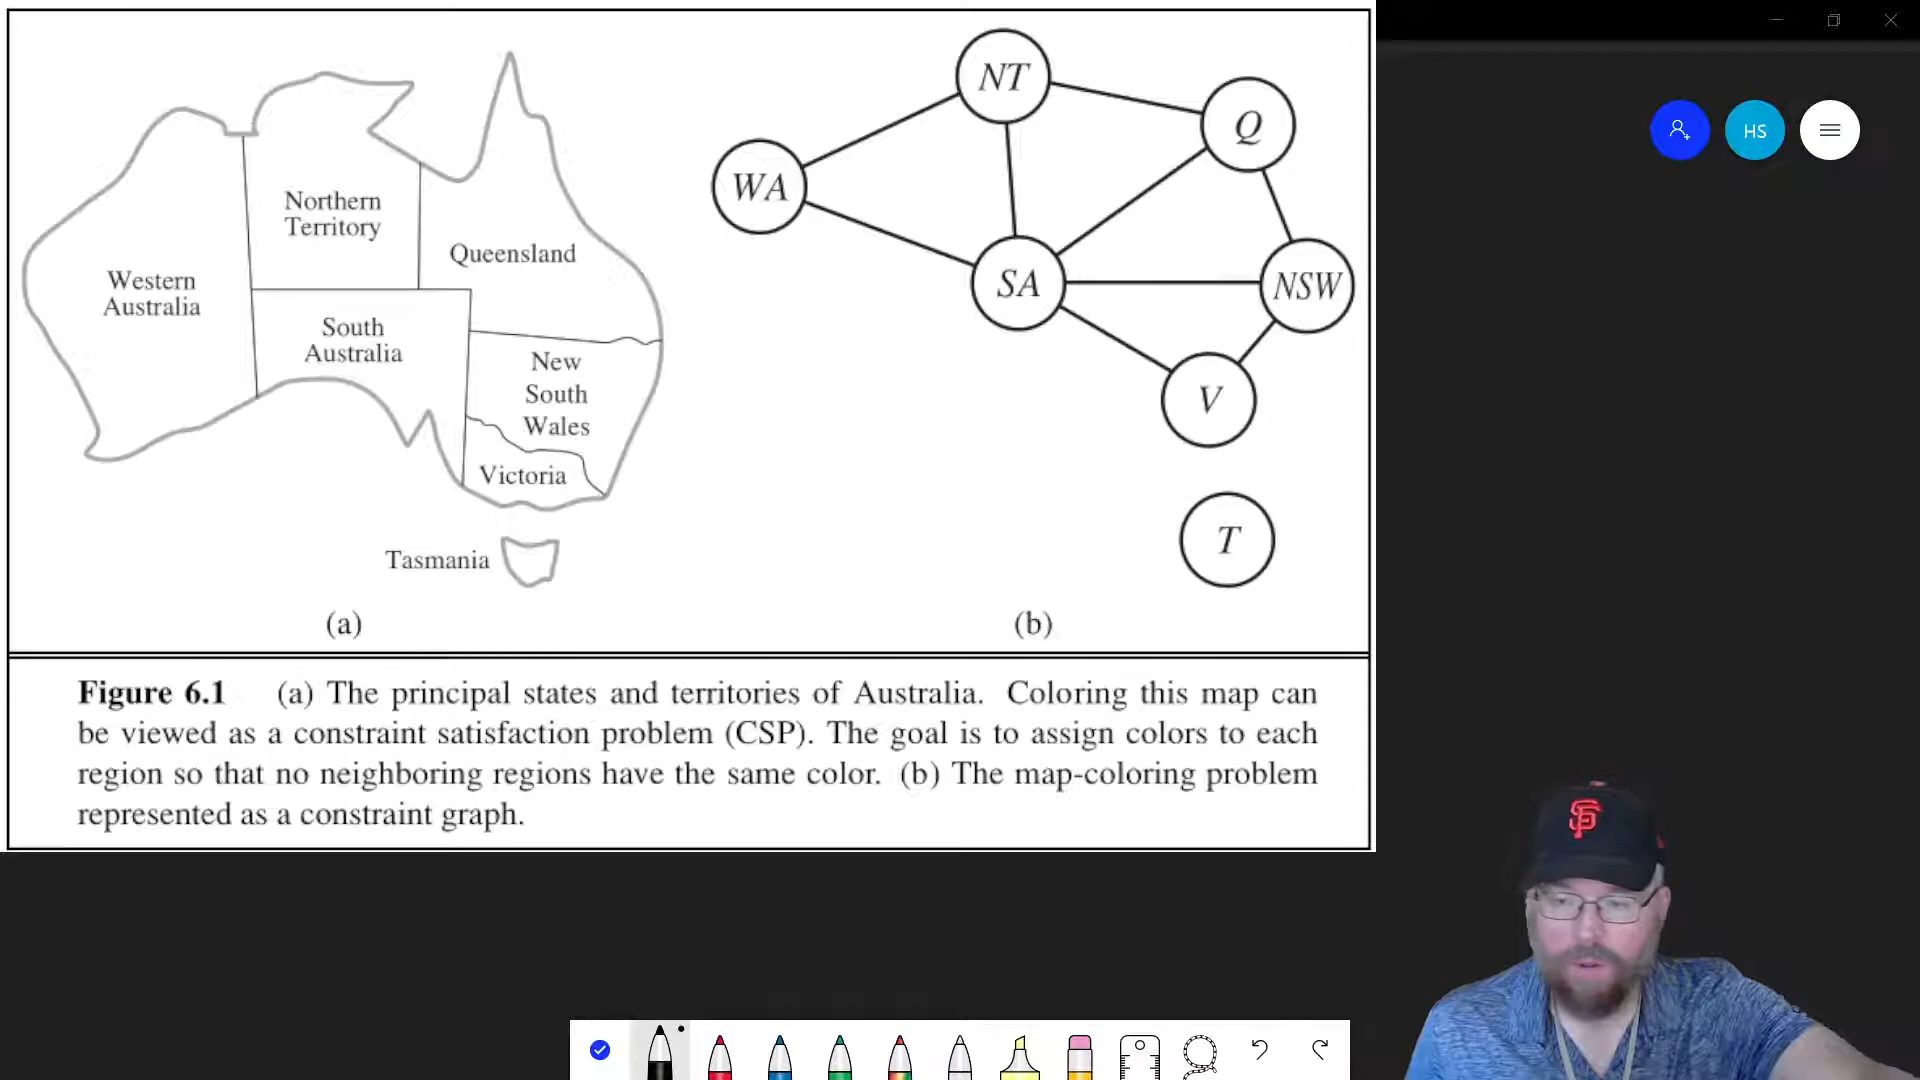 Northern
Territory
Queensland
Western
Australia
South
Australia
New
South
Wales
Victoria
Tasmania
(a)
NT
Q
WA
SA
NSW
V
T
(b)
Figure 6.1 (a) The principal states and territories of Australia. Coloring this map can
be viewed as a constraint satisfaction problem (CSP). The goal is to assign colors to each
region so that no neighboring regions have the same color. (b) The map-coloring problem
represented as a constraint graph.
HS
SF